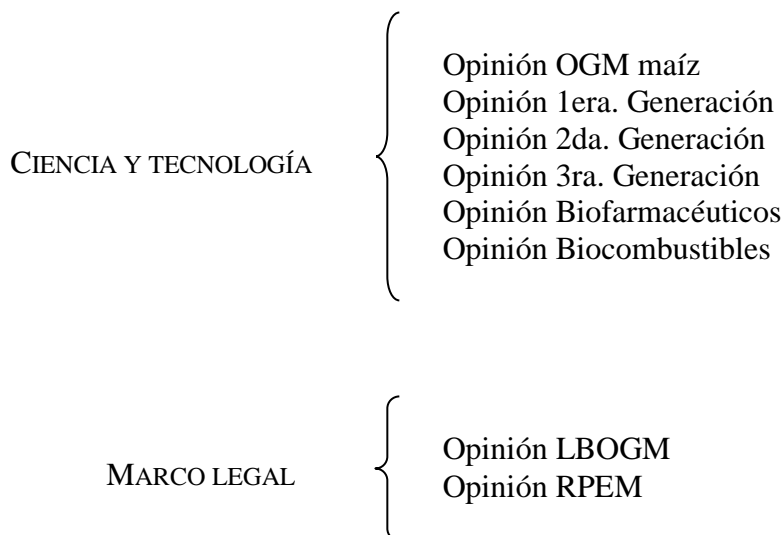 CIENCIA Y TECNOLOGÍA
Opinión OGM maíz
Opinión 1era. Generación
Opinión 2da. Generación
Opinión 3ra. Generación
Opinión Biofarmacéuticos
Opinión Biocombustibles
MARCO LEGAL
Opinión LBOGM
Opinión RPEM